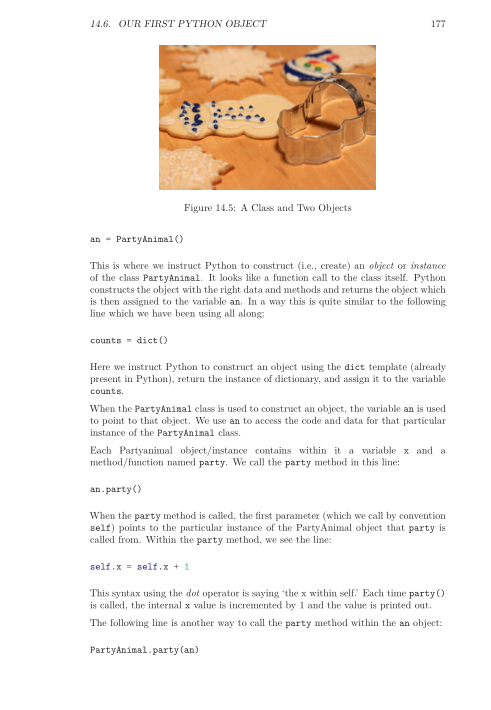 14.6. OUR FIRST PYTHON OBJECT 177
Figure 14.5: A Class and Two Objects
an = PartyAnimal()
This is where we instruct Python to construct (i.e., create) an object or instance
of the class PartyAnimal. It looks like a function call to the class itself. Python
constructs the object with the right data and methods and returns the object which
is then assigned to the variable an. In a way this is quite similar to the following
line which we have been using all along:
counts = dict()
Here we instruct Python to construct an object using the dict template (already
present in Python), return the instance of dictionary, and assign it to the variable
counts.
When the PartyAnimal class is used to construct an object, the variable an is used
to point to that object. We use an to access the code and data for that particular
instance of the PartyAnimal class.
Each Partyanimal object/instance contains within it a variable x and a
method/function named party. We call the party method in this line:
an.party()
When the party method is called, the first parameter (which we call by convention
self) points to the particular instance of the PartyAnimal object that party is
called from. Within the party method, we see the line:
self.x = self.x + 1
This syntax using the dot operator is saying ‘the x within self.’ Each time party()
is called, the internal x value is incremented by 1 and the value is printed out.
The following line is another way to call the party method within the an object:
PartyAnimal.party(an)